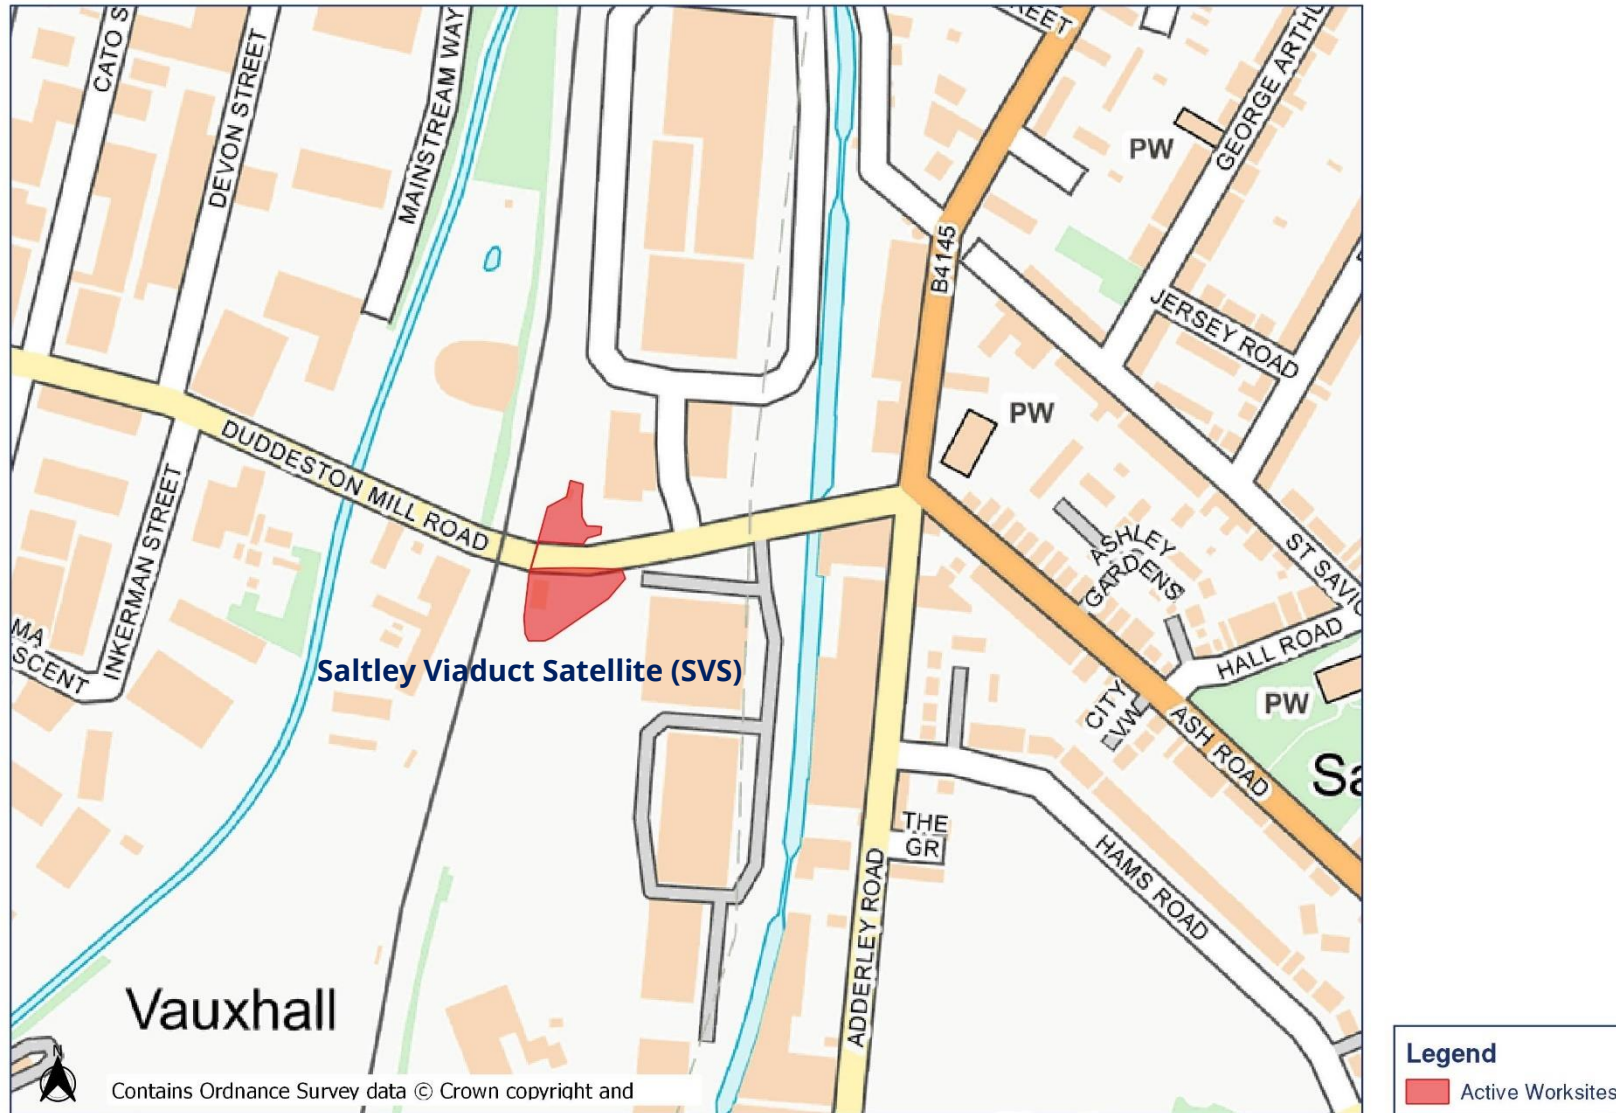 CATO S
DEVON STREET
MAINSTREAM WAY
REET
GEORGE ARTHU
PW
B4145
JERSEY ROAD
PW
DUDDESTON MILL ROAD
INKERMAN STREET
MA
SCENT
ASHLEY
GARDENS
ST SAVIO
HALL ROAD
PW
CITY
VW
ASH ROAD
Sa
Saltley Viaduct Satellite (SVS)
THE
GR
HAMS ROAD
ADDERLEY ROAD
Vauxhall
N
Contains Ordnance Survey data © Crown copyright and
Legend
Active Worksites